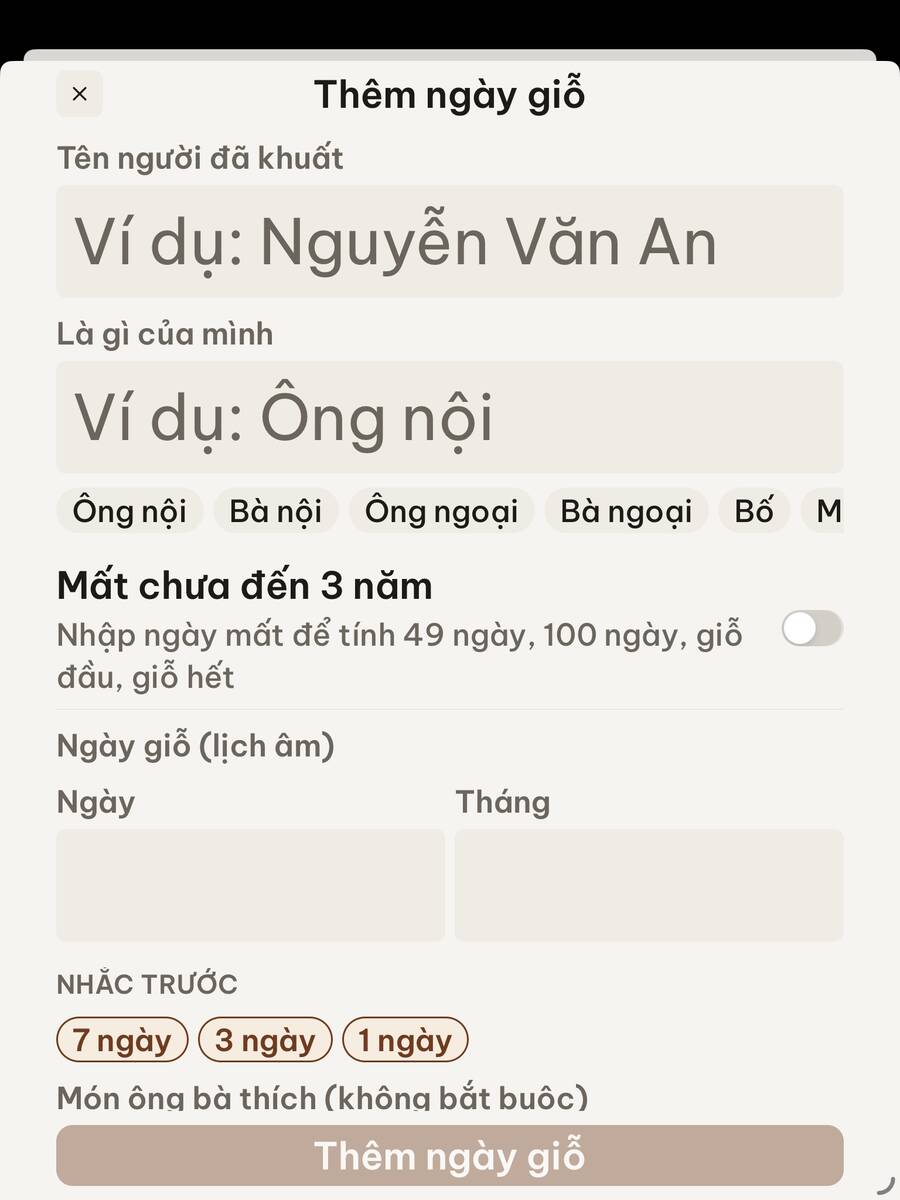 Thêm ngày giỗ
Tên người đã khuất
Ví dụ: Nguyễn Văn An
Là gì của mình
Ví dụ: Ông nội
Ông nội Bà nội Ông ngoại Bà ngoại Bố M
Mất chưa đến 3 năm
Nhập ngày mất để tính 49 ngày, 100 ngày, giỗ
đầu, giỗ hết
Ngày giỗ (lịch âm)
Ngày Tháng
NHẮC TRƯỚC
7 ngày 3 ngày 1 ngày
Món ông bà thích (không bắt buộc)
Thêm ngày giỗ